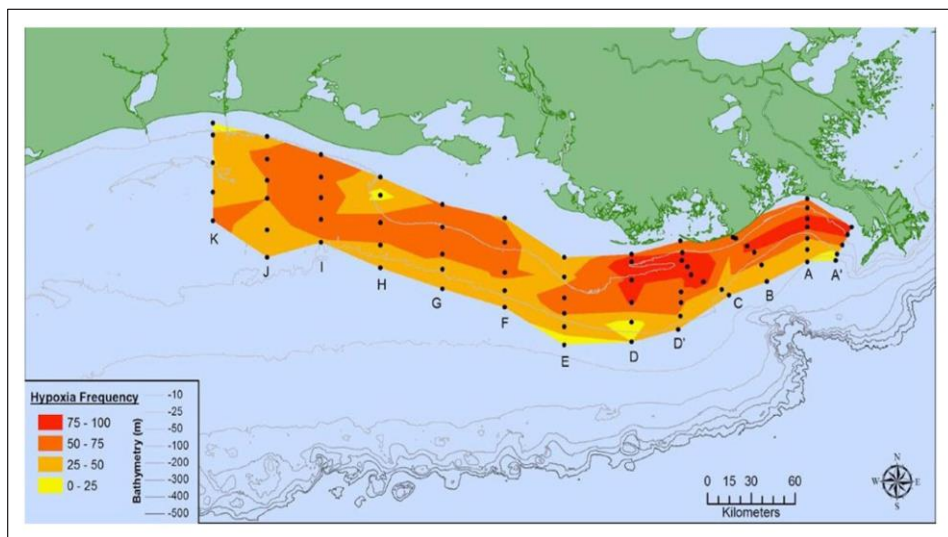 K
J
I
H
G
F
E
D
D'
C
B
A
A'
Hypoxia Frequency
75 - 100
50 - 75
25 - 50
0 - 25
Bathymetry (m)
-10
-25
-50
-100
-200
-300
-400
-500
0 15 30 60
Kilometers
N
W E
S